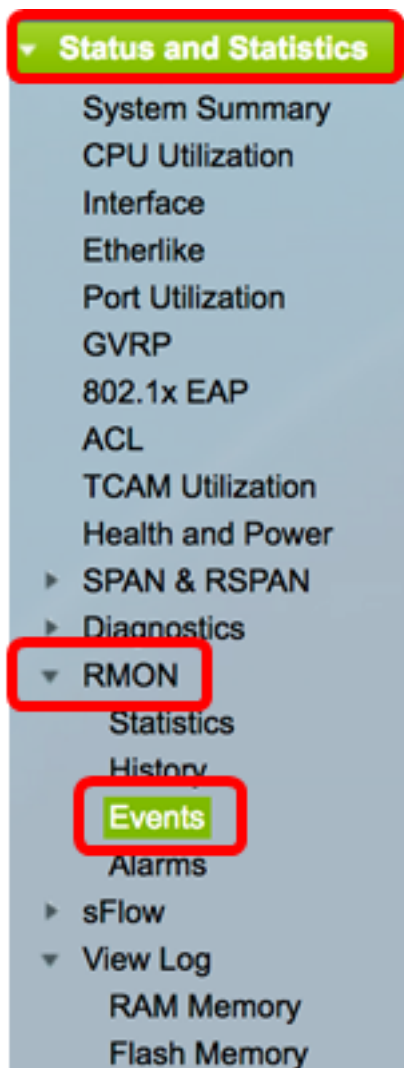 Status and Statistics
System Summary
CPU Utilization
Interface
Etherlike
Port Utilization
GVRP
802.1x EAP
ACL
TCAM Utilization
Health and Power
SPAN & RSPAN
Diagnostics
RMON
Statistics
History
Events
Alarms
sFlow
View Log
RAM Memory
Flash Memory